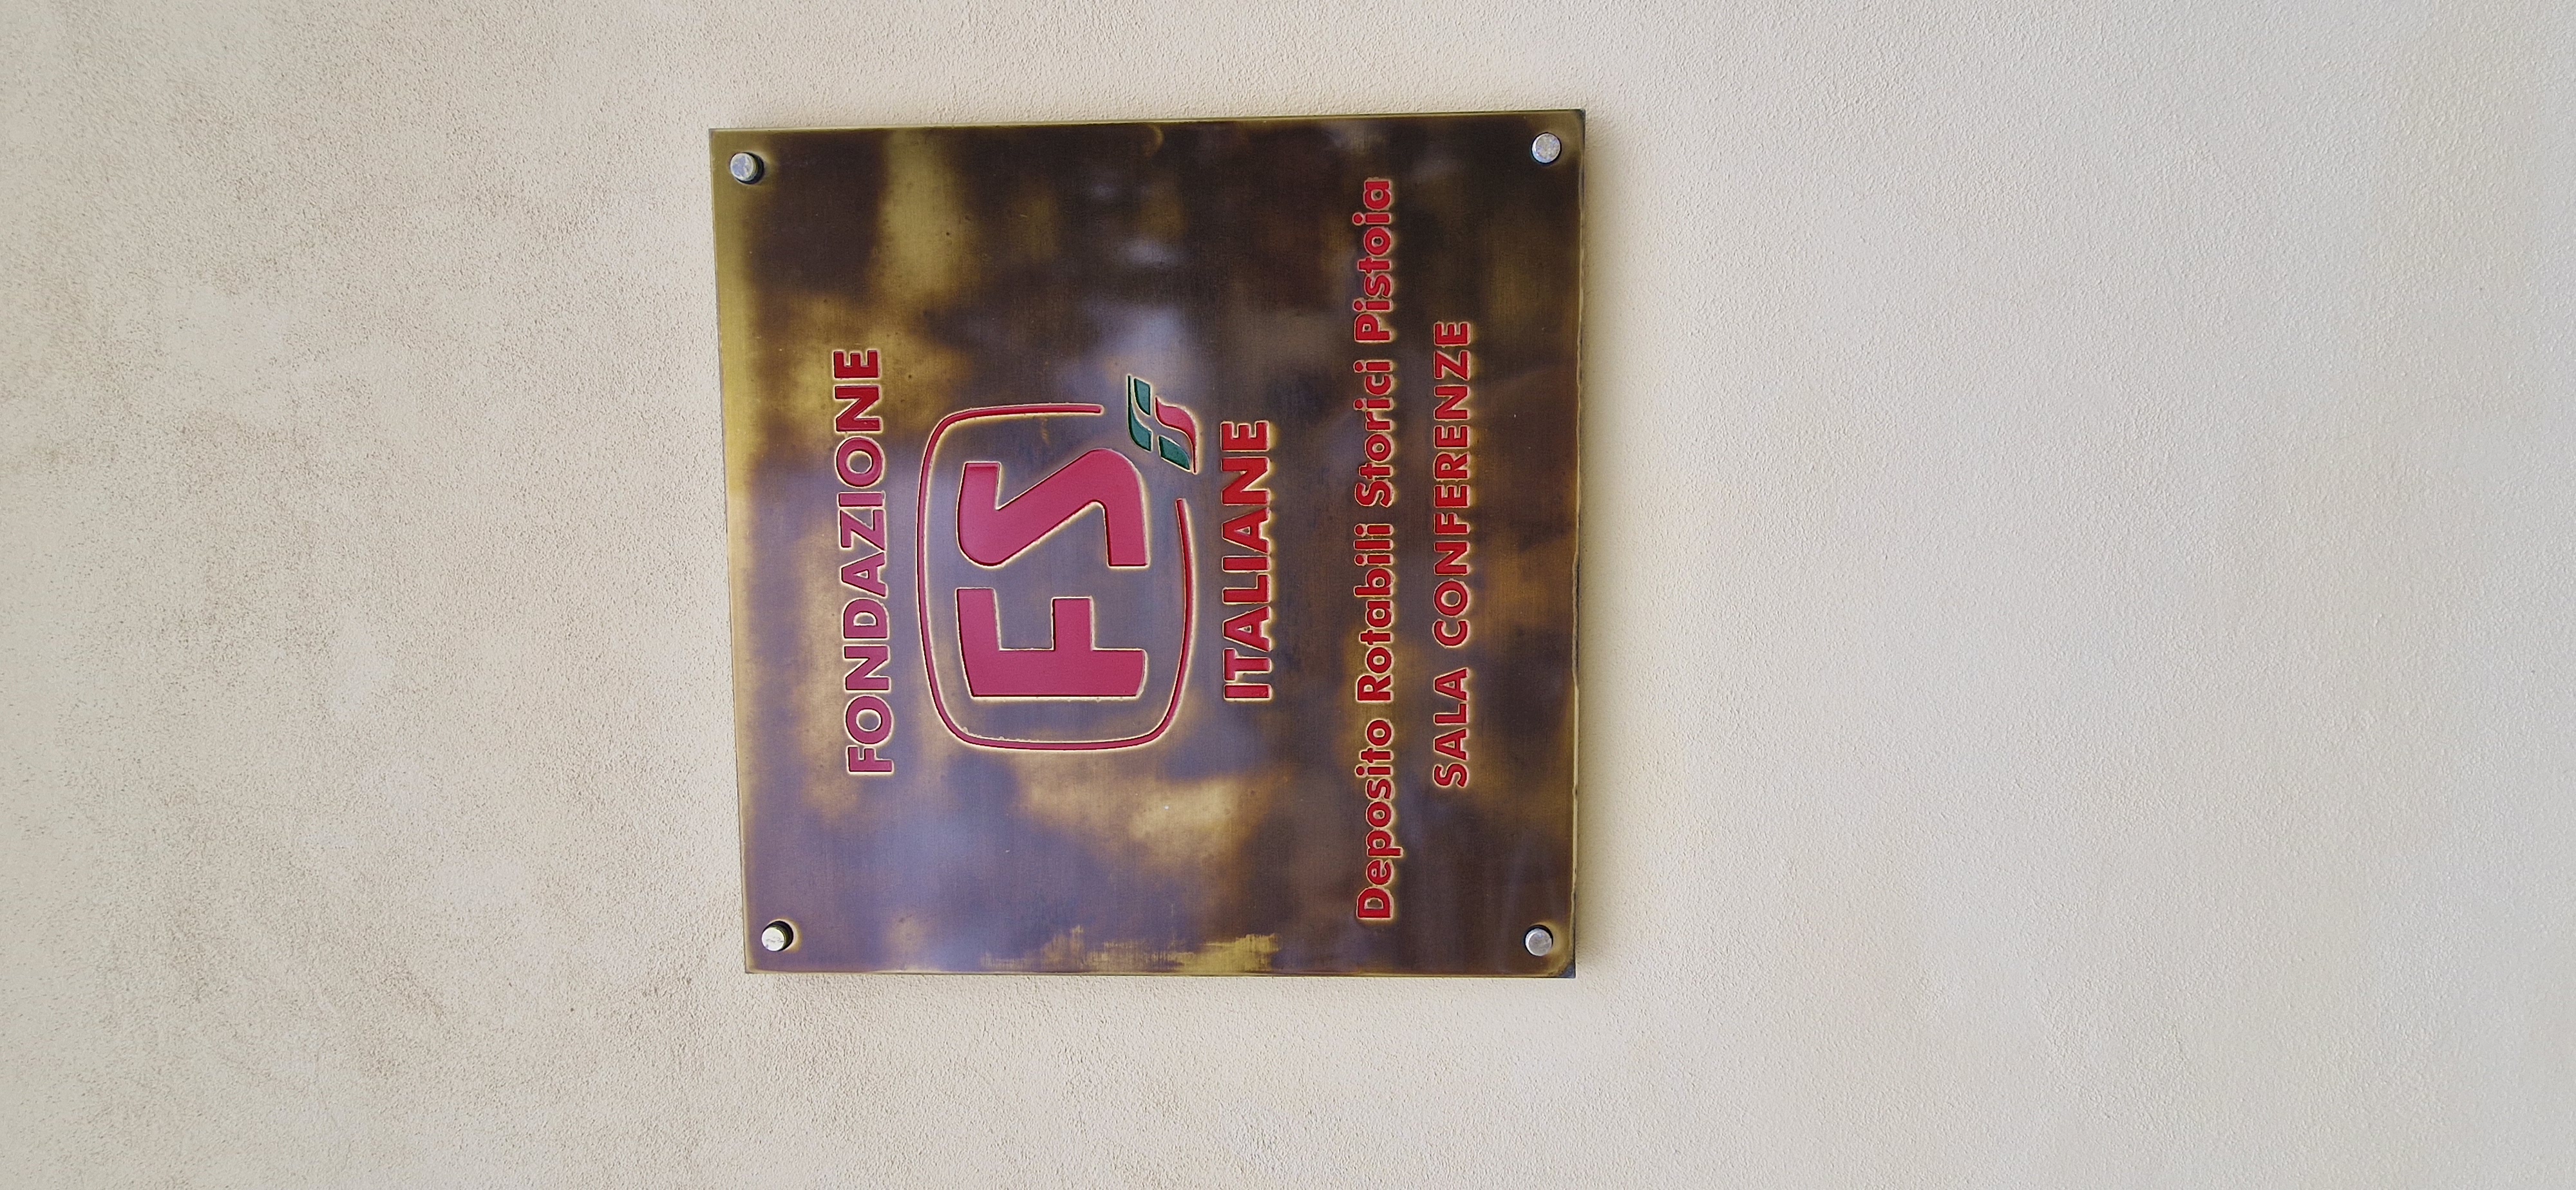 FONDAZIONE
FS
ITALIANE
Deposito Rotabili Storici Pistoia
SALA CONFERENZE